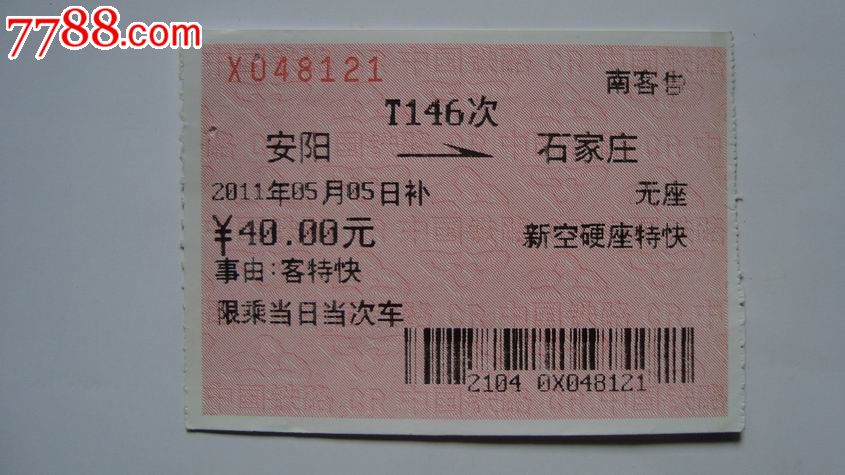 7788.com
X048121
南客售
T146次
安阳 石家庄
2011年05月05日补 无座
¥40.00元 新空硬座特快
事由:客特快
限乘当日当次车
2104 0X048121